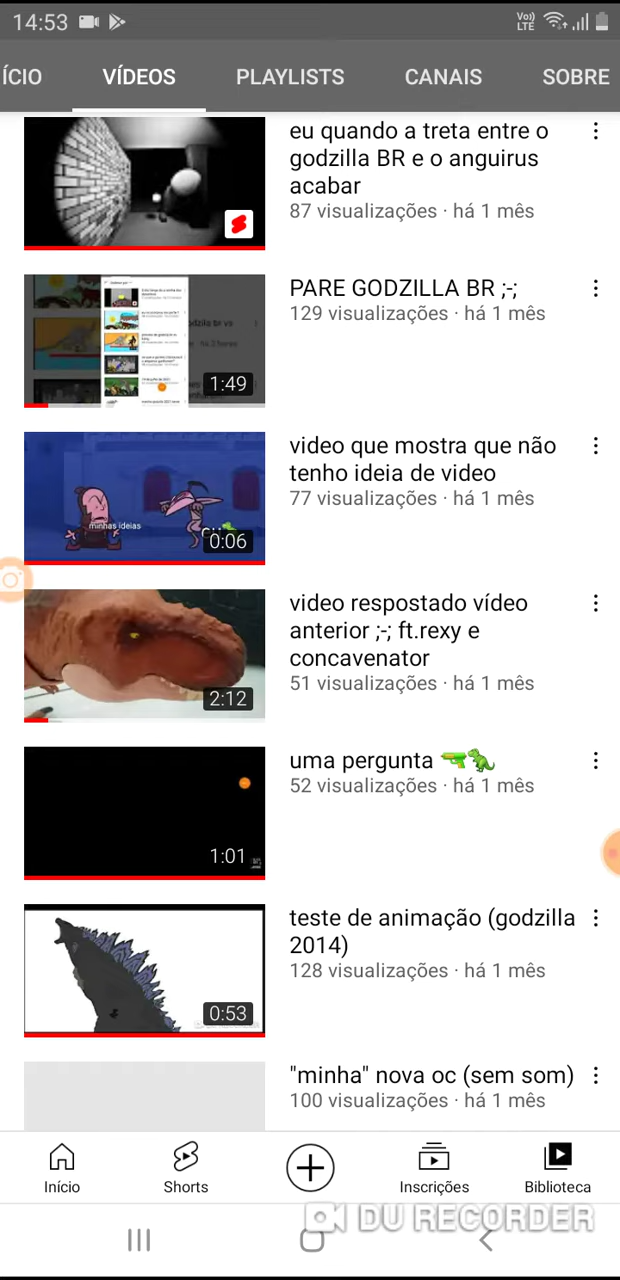 14:53
Vo))
LTE
ÍCIO
VÍDEOS
PLAYLISTS
CANAIS
SOBRE
eu quando a treta entre o
godzilla BR e o anguirus
acabar
87 visualizações · há 1 mês
PARE GODZILLA BR ;-;
129 visualizações · há 1 mês
1:49
video que mostra que não
tenho ideia de video
77 visualizações · há 1 mês
minhas ideias
0:06
video respostado vídeo
anterior ;-; ft.rexy e
concavenator
51 visualizações · há 1 mês
2:12
uma pergunta 🔫🦖
52 visualizações · há 1 mês
1:01
teste de animação (godzilla
2014)
128 visualizações · há 1 mês
0:53
"minha" nova oc (sem som)
100 visualizações · há 1 mês
Início
Shorts
Inscrições
Biblioteca
DU RECORDER